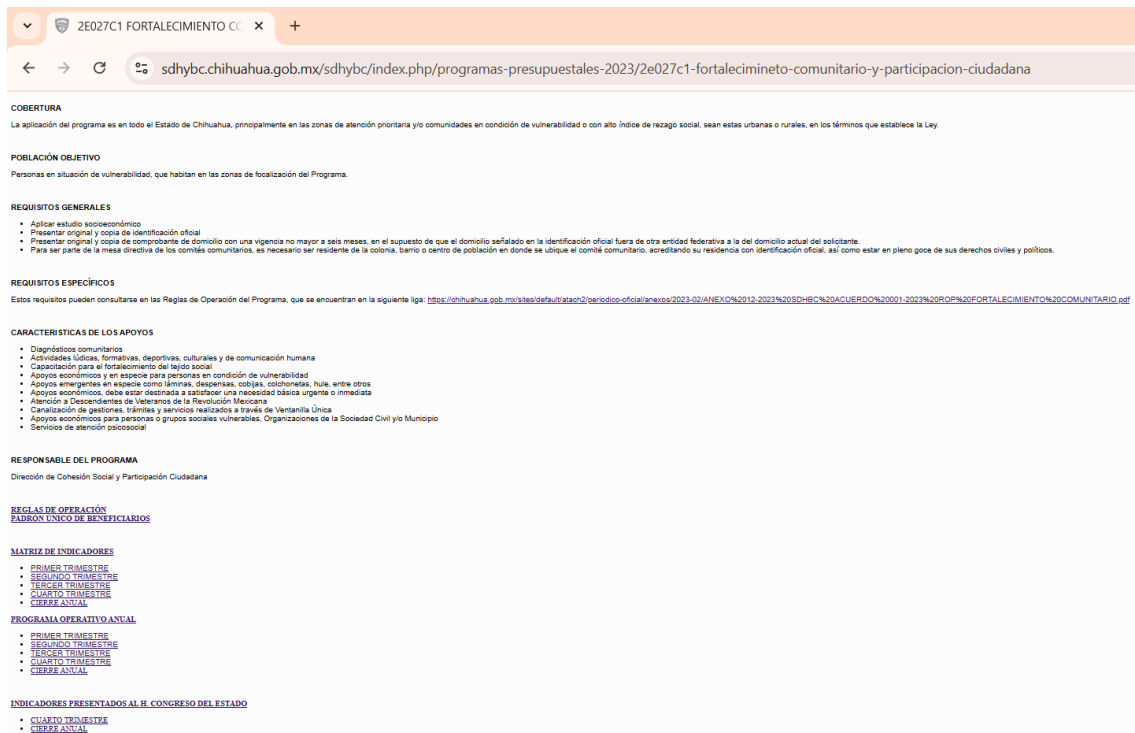 2E027C1 FORTALECIMIENTO CC
sdhybc.chihuahua.gob.mx/sdhybc/index.php/programas-presupuestales-2023/2e027c1-fortalecimineto-comunitario-y-participacion-ciudadana
COBERTURA
La aplicación del programa es en todo el Estado de Chihuahua, principalmente en las zonas de atención prioritaria y/o comunidades en condición de vulnerabilidad o con alto índice de rezago social, sean estas urbanas o rurales, en los términos que establece la Ley.
POBLACIÓN OBJETIVO
Personas en situación de vulnerabilidad, que habitan en las zonas de focalización del Programa.
REQUISITOS GENERALES
• Aplicar estudio socioeconómico
• Presentar original y copia de identificación oficial
• Presentar original y copia de comprobante de domicilio con una vigencia no mayor a seis meses, en el supuesto de que el domicilio señalado en la identificación oficial fuera de otra entidad federativa a la del domicilio actual del solicitante.
• Para ser parte de la mesa directiva de los comités comunitarios, es necesario ser residente de la colonia, barrio o centro de población en donde se ubique el comité comunitario, acreditando su residencia con identificación oficial, así como estar en pleno goce de sus derechos civiles y políticos.
REQUISITOS ESPECÍFICOS
Estos requisitos pueden consultarse en las Reglas de Operación del Programa, que se encuentran en la siguiente liga: https://chihuahua.gob.mx/sites/default/atach2/periodico-oficial/anexos/2023-02/ANEXO%2012-2023%20SDHBC%20ACUERDO%20001-2023%20ROP%20FORTALECIMIENTO%20COMUNITARIO.pdf
CARACTERISTICAS DE LOS APOYOS
• Diagnósticos comunitarios
• Actividades lúdicas, formativas, deportivas, culturales y de comunicación humana
• Capacitación para el fortalecimiento del tejido social
• Apoyos económicos y en especie para personas en condición de vulnerabilidad
• Apoyos emergentes en especie como láminas, despensas, cobijas, colchonetas, hule, entre otros
• Apoyos económicos, debe estar destinada a satisfacer una necesidad básica urgente o inmediata
• Atención a Descendientes de Veteranos de la Revolución Mexicana
• Canalización de gestiones, trámites y servicios realizados a través de Ventanilla Única
• Apoyos económicos para personas o grupos sociales vulnerables, Organizaciones de la Sociedad Civil y/o Municipio
• Servicios de atención psicosocial
RESPONSABLE DEL PROGRAMA
Dirección de Cohesión Social y Participación Ciudadana
REGLAS DE OPERACIÓN
PADRÓN ÚNICO DE BENEFICIARIOS
MATRIZ DE INDICADORES
• PRIMER TRIMESTRE
• SEGUNDO TRIMESTRE
• TERCER TRIMESTRE
• CUARTO TRIMESTRE
• CIERRE ANUAL
PROGRAMA OPERATIVO ANUAL
• PRIMER TRIMESTRE
• SEGUNDO TRIMESTRE
• TERCER TRIMESTRE
• CUARTO TRIMESTRE
• CIERRE ANUAL
INDICADORES PRESENTADOS AL H. CONGRESO DEL ESTADO
• CUARTO TRIMESTRE
• CIERRE ANUAL